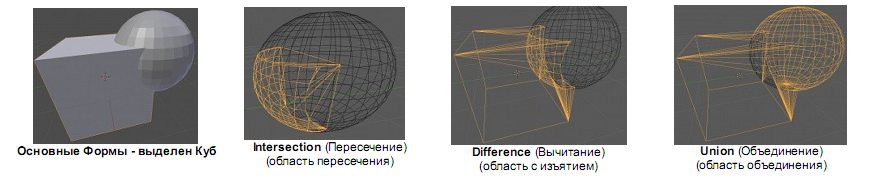 Основные Формы - выделен Куб
Intersection (Пересечение)
(область пересечения)
Difference (Вычитание)
(область с изъятием)
Union (Объединение)
(область объединения)